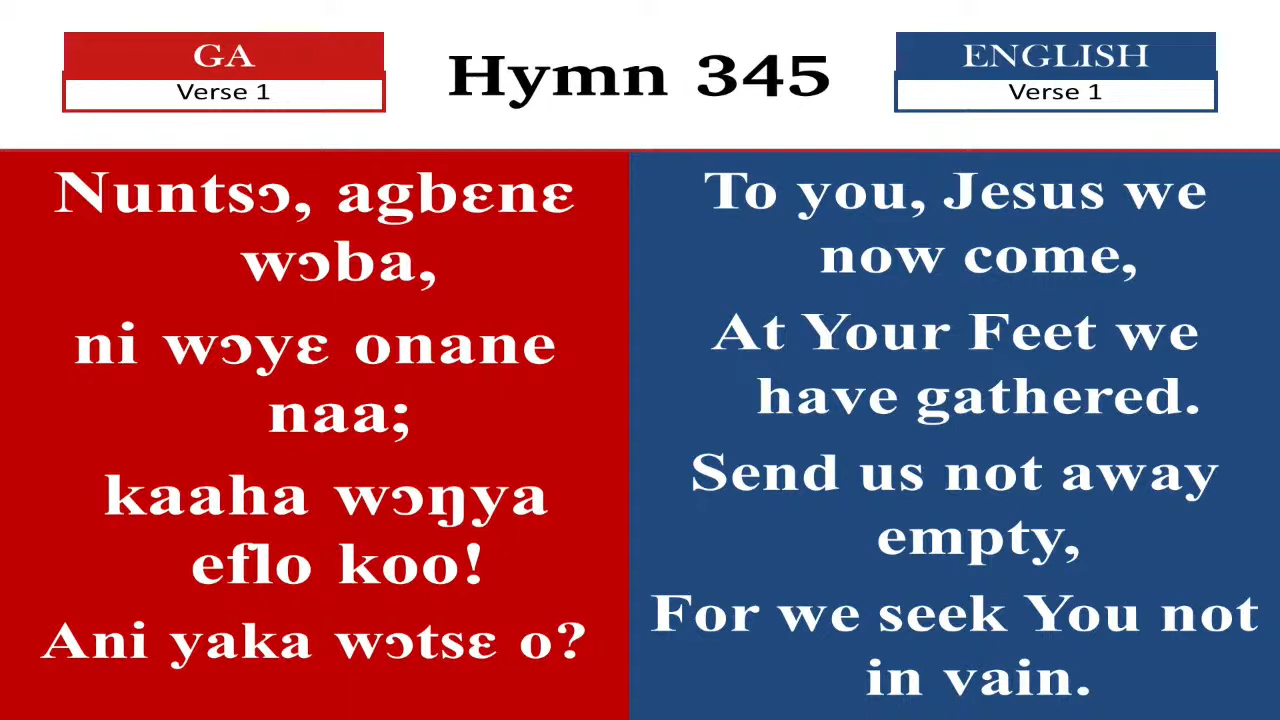 GA
Verse 1
Hymn 345
ENGLISH
Verse 1
Nuntsɔ, agbɛnɛ
wɔba,
ni wɔyɛ onane
naa;
kaaha wɔŋya
eflo koo!
Ani yaka wɔtsɛ o?
To you, Jesus we
now come,
At Your Feet we
have gathered.
Send us not away
empty,
For we seek You not
in vain.